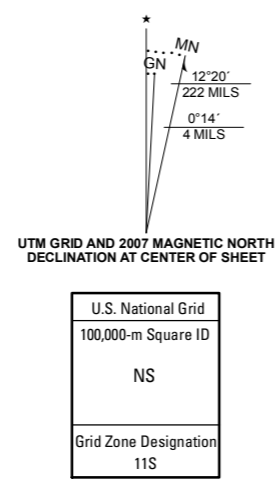 ★
MN
GN
12°20´
222 MILS
0°14´
4 MILS
UTM GRID AND 2007 MAGNETIC NORTH
DECLINATION AT CENTER OF SHEET
U.S. National Grid
100,000-m Square ID
NS
Grid Zone Designation
11S